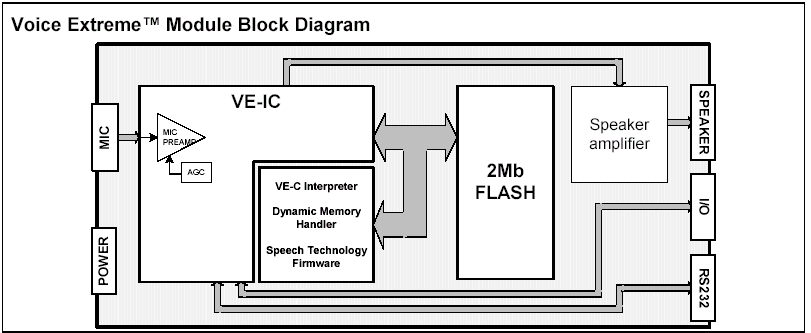 Voice Extreme™ Module Block Diagram
VE-IC
MIC
MIC
PREAMP
AGC
VE-C Interpreter
Dynamic Memory
Handler
Speech Technology
Firmware
2Mb
FLASH
Speaker
amplifier
SPEAKER
I/O
RS232
POWER